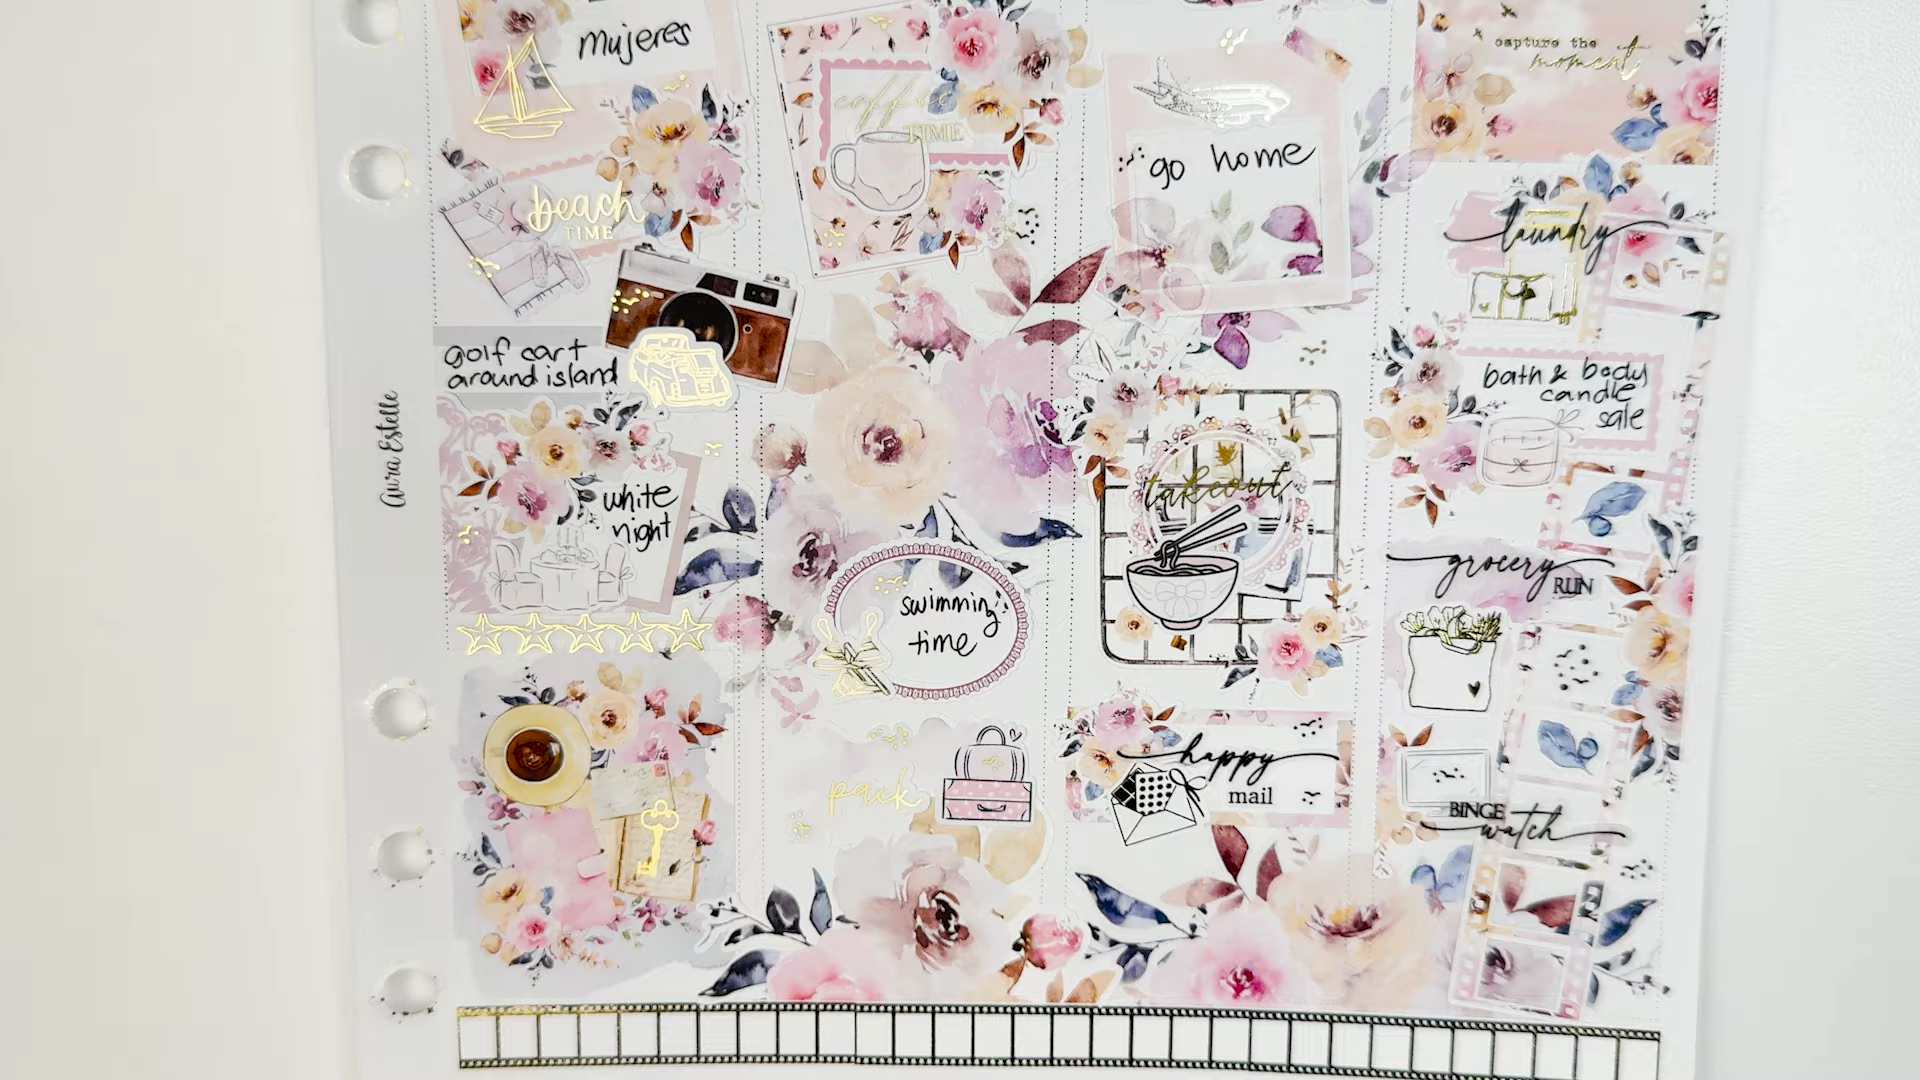 mujeres
beach
TIME
golf cart
around island
white
night
Aura Estelle
coffee
TIME
swimming
time
pack
go home
takeout
happy
mail
capture the
moment
laundry
bath & body
candle
sale
grocery
RUN
BINGE
watch